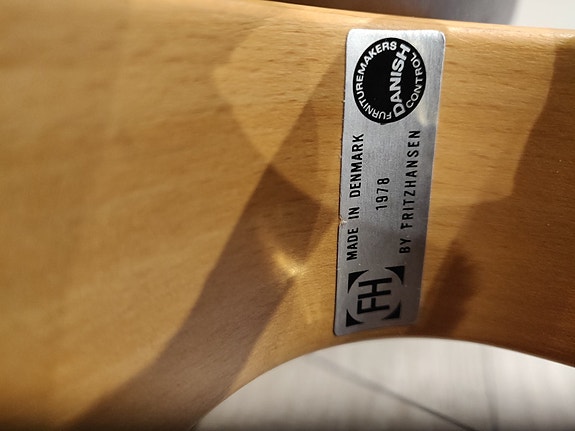 FURNITUREMAKERS
DANISH
CONTROL
MADE IN DENMARK
1978
BY FRITZHANSEN
FH